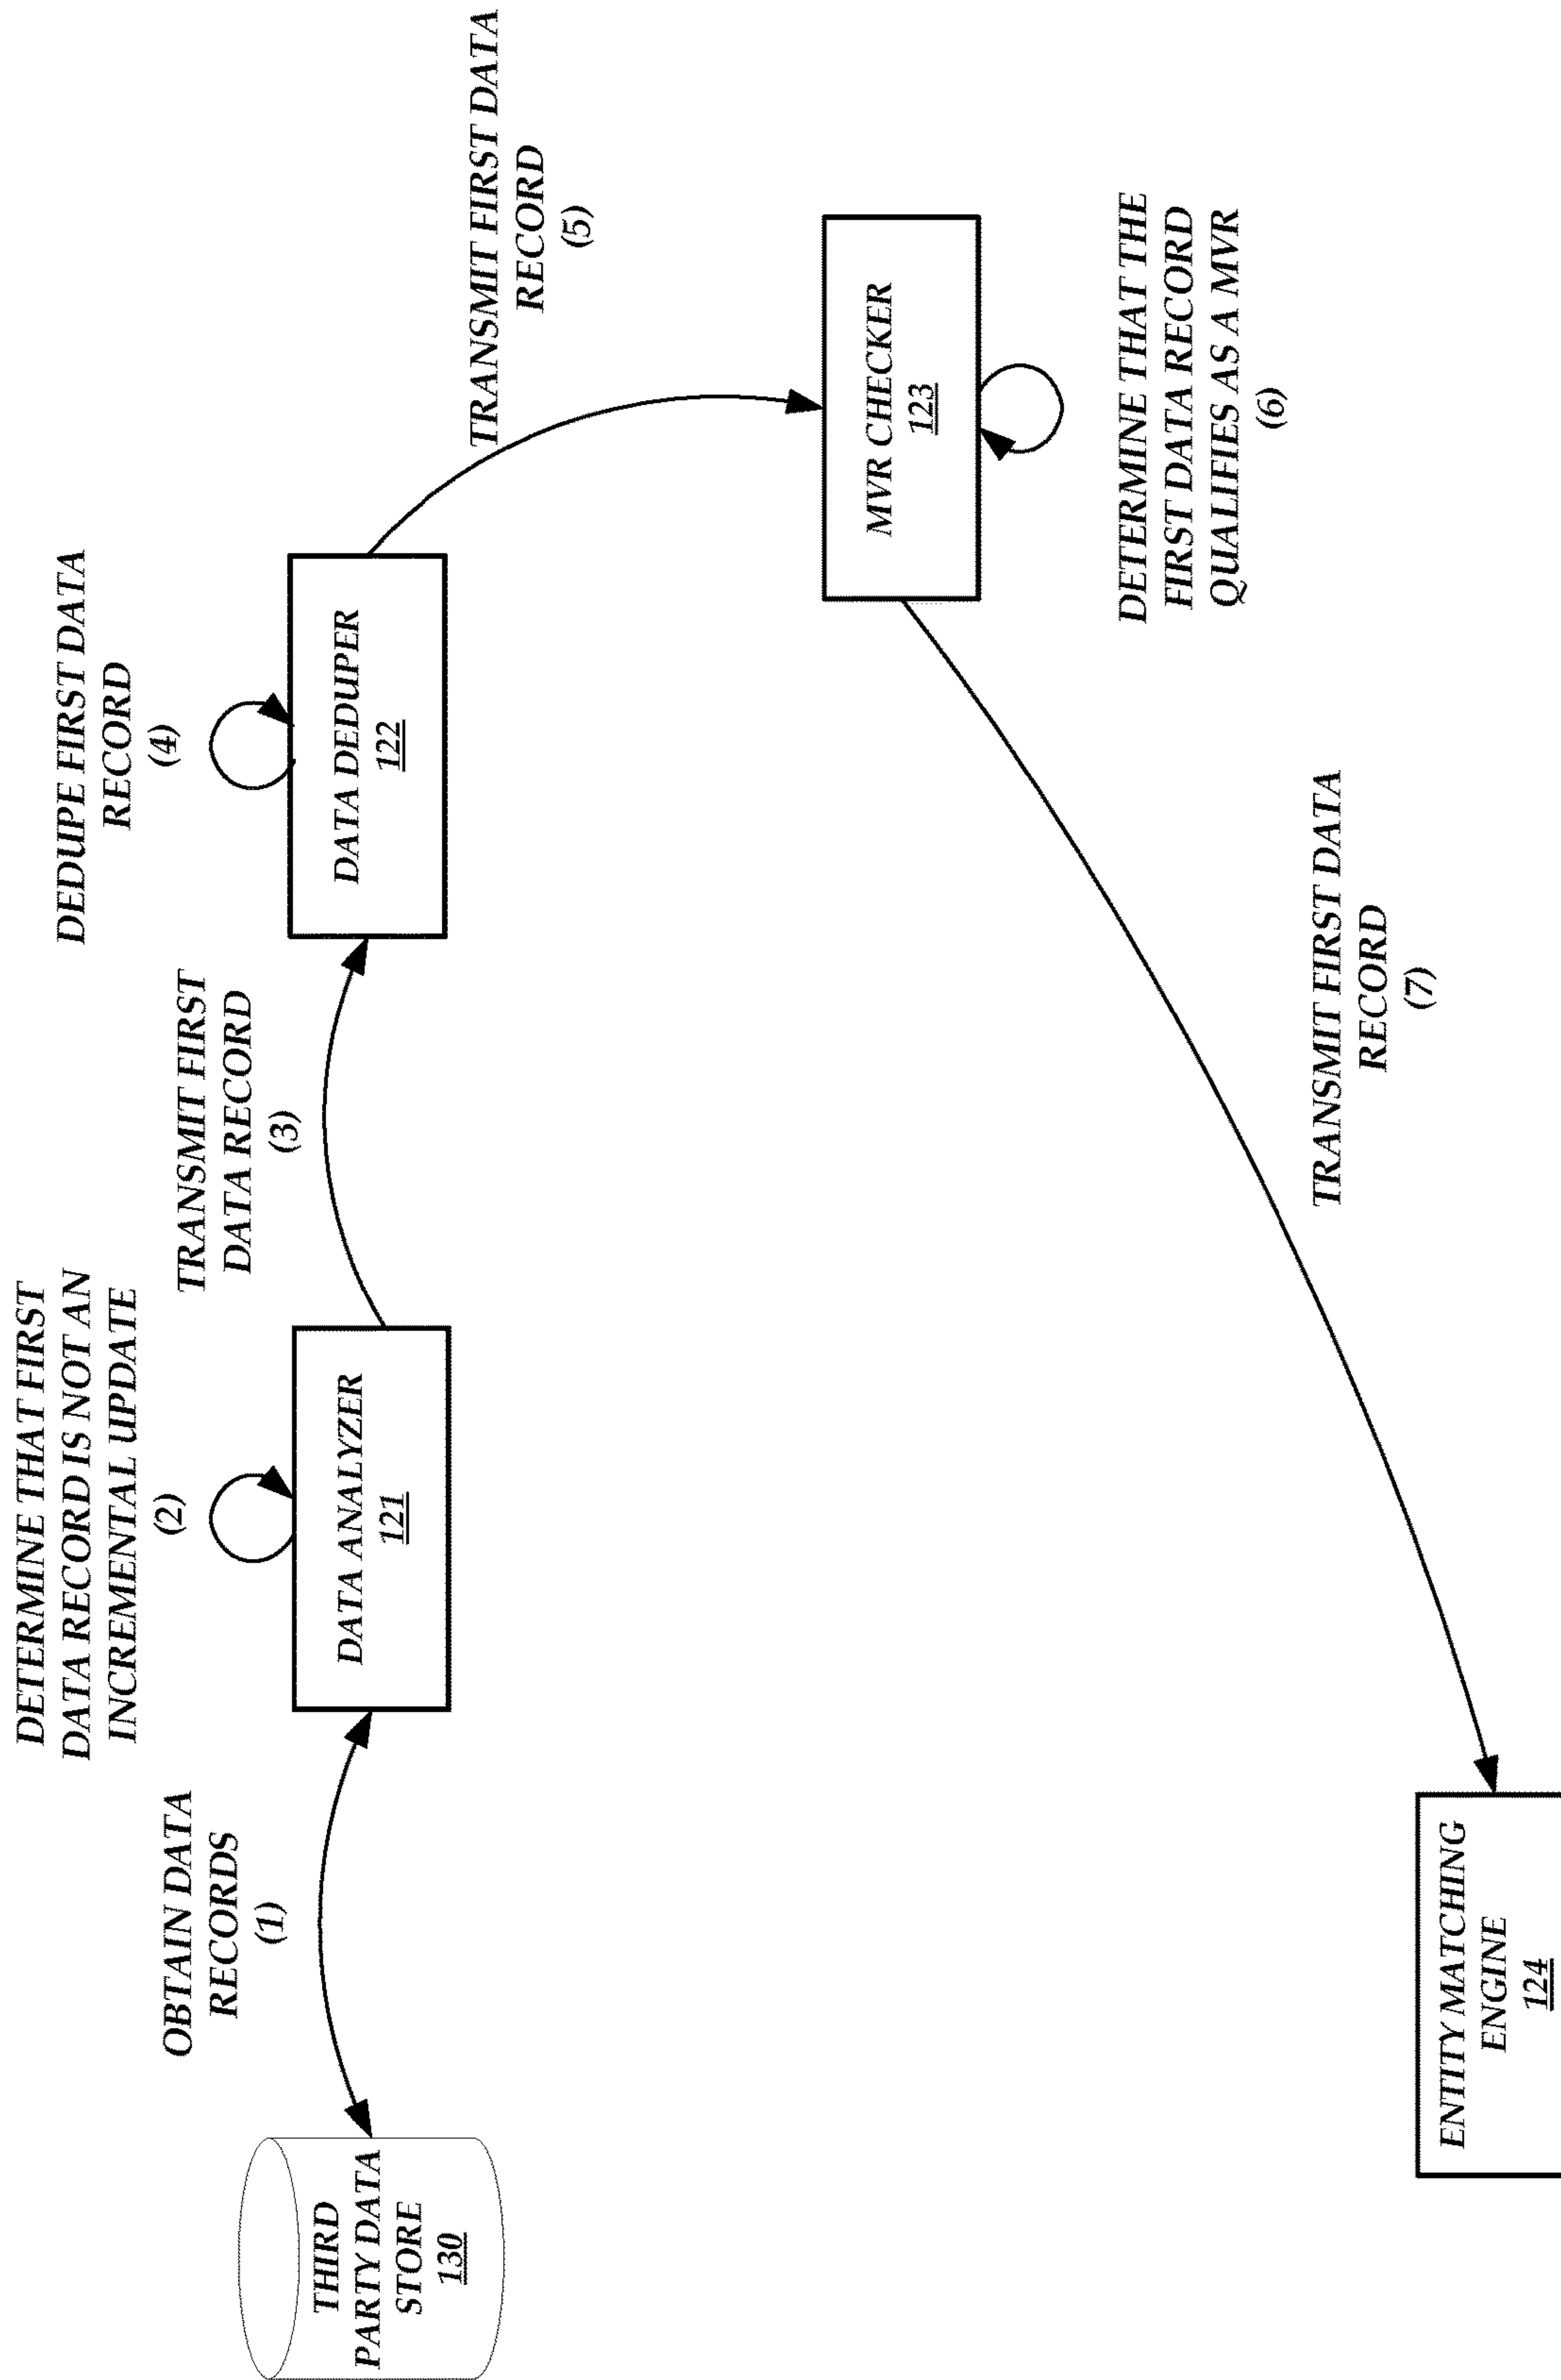 OBTAIN DATA
RECORDS
(1)
DETERMINE THAT FIRST
DATA RECORD IS NOT AN
INCREMENTAL UPDATE
(2)
TRANSMIT FIRST
DATA RECORD
(3)
DEDUPE FIRST DATA
RECORD
(4)
TRANSMIT FIRST DATA
RECORD
(5)
THIRD
PARTY DATA
STORE
130
DATA ANALYZER
121
DATA DEDUPER
122
MVR CHECKER
123
DETERMINE THAT THE
FIRST DATA RECORD
QUALIFIES AS A MVR
(6)
TRANSMIT FIRST DATA
RECORD
(7)
ENTITY MATCHING
ENGINE
124